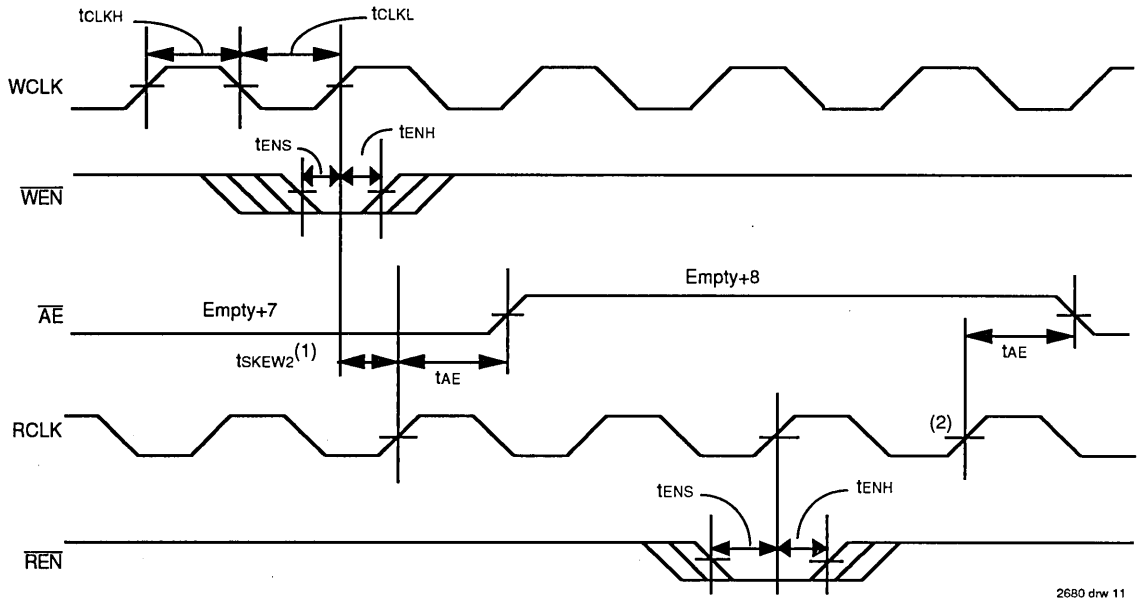 tCLKH
tCLKL
WCLK
tENS
tENH
WEN
Empty+7
Empty+8
AE
tSKEW2(1)
tAE
tAE
RCLK
(2)
tENS
tENH
REN
2680 drw 11